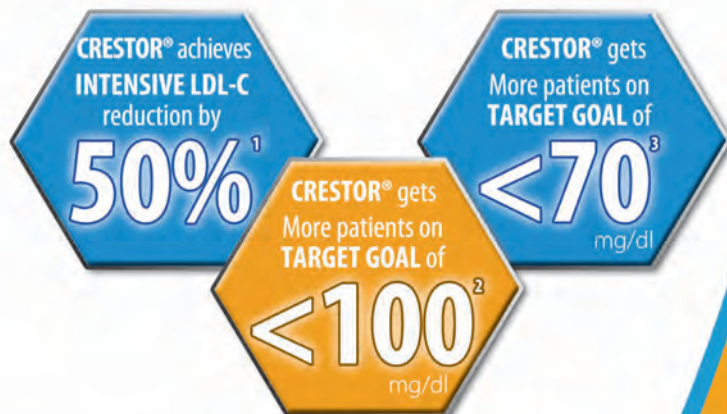 CRESTOR® achieves
INTENSIVE LDL-C
reduction by
50%¹
CRESTOR® gets
More patients on
TARGET GOAL of
<100²
mg/dl
CRESTOR® gets
More patients on
TARGET GOAL of
<70³
mg/dl